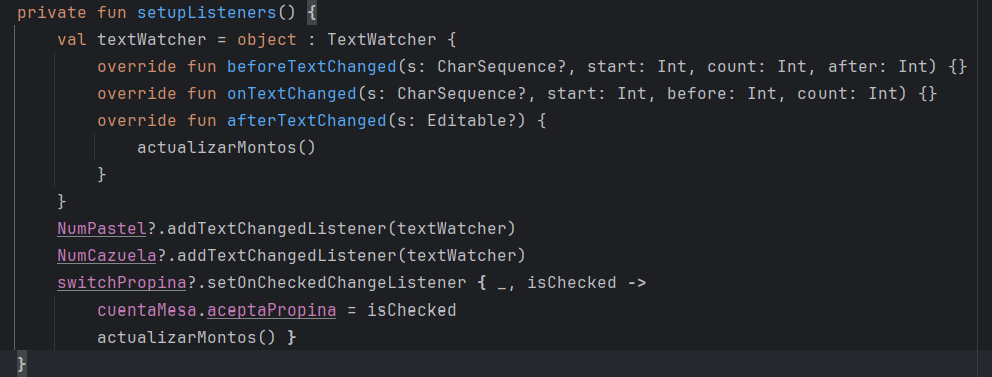 private fun setupListeners() {
    val textWatcher = object : TextWatcher {
        override fun beforeTextChanged(s: CharSequence?, start: Int, count: Int, after: Int) {}
        override fun onTextChanged(s: CharSequence?, start: Int, before: Int, count: Int) {}
        override fun afterTextChanged(s: Editable?) {
            actualizarMontos()
        }
    }
    NumPastel?.addTextChangedListener(textWatcher)
    NumCazuela?.addTextChangedListener(textWatcher)
    switchPropina?.setOnCheckedChangeListener { _, isChecked ->
        cuentaMesa.aceptaPropina = isChecked
        actualizarMontos() }
}